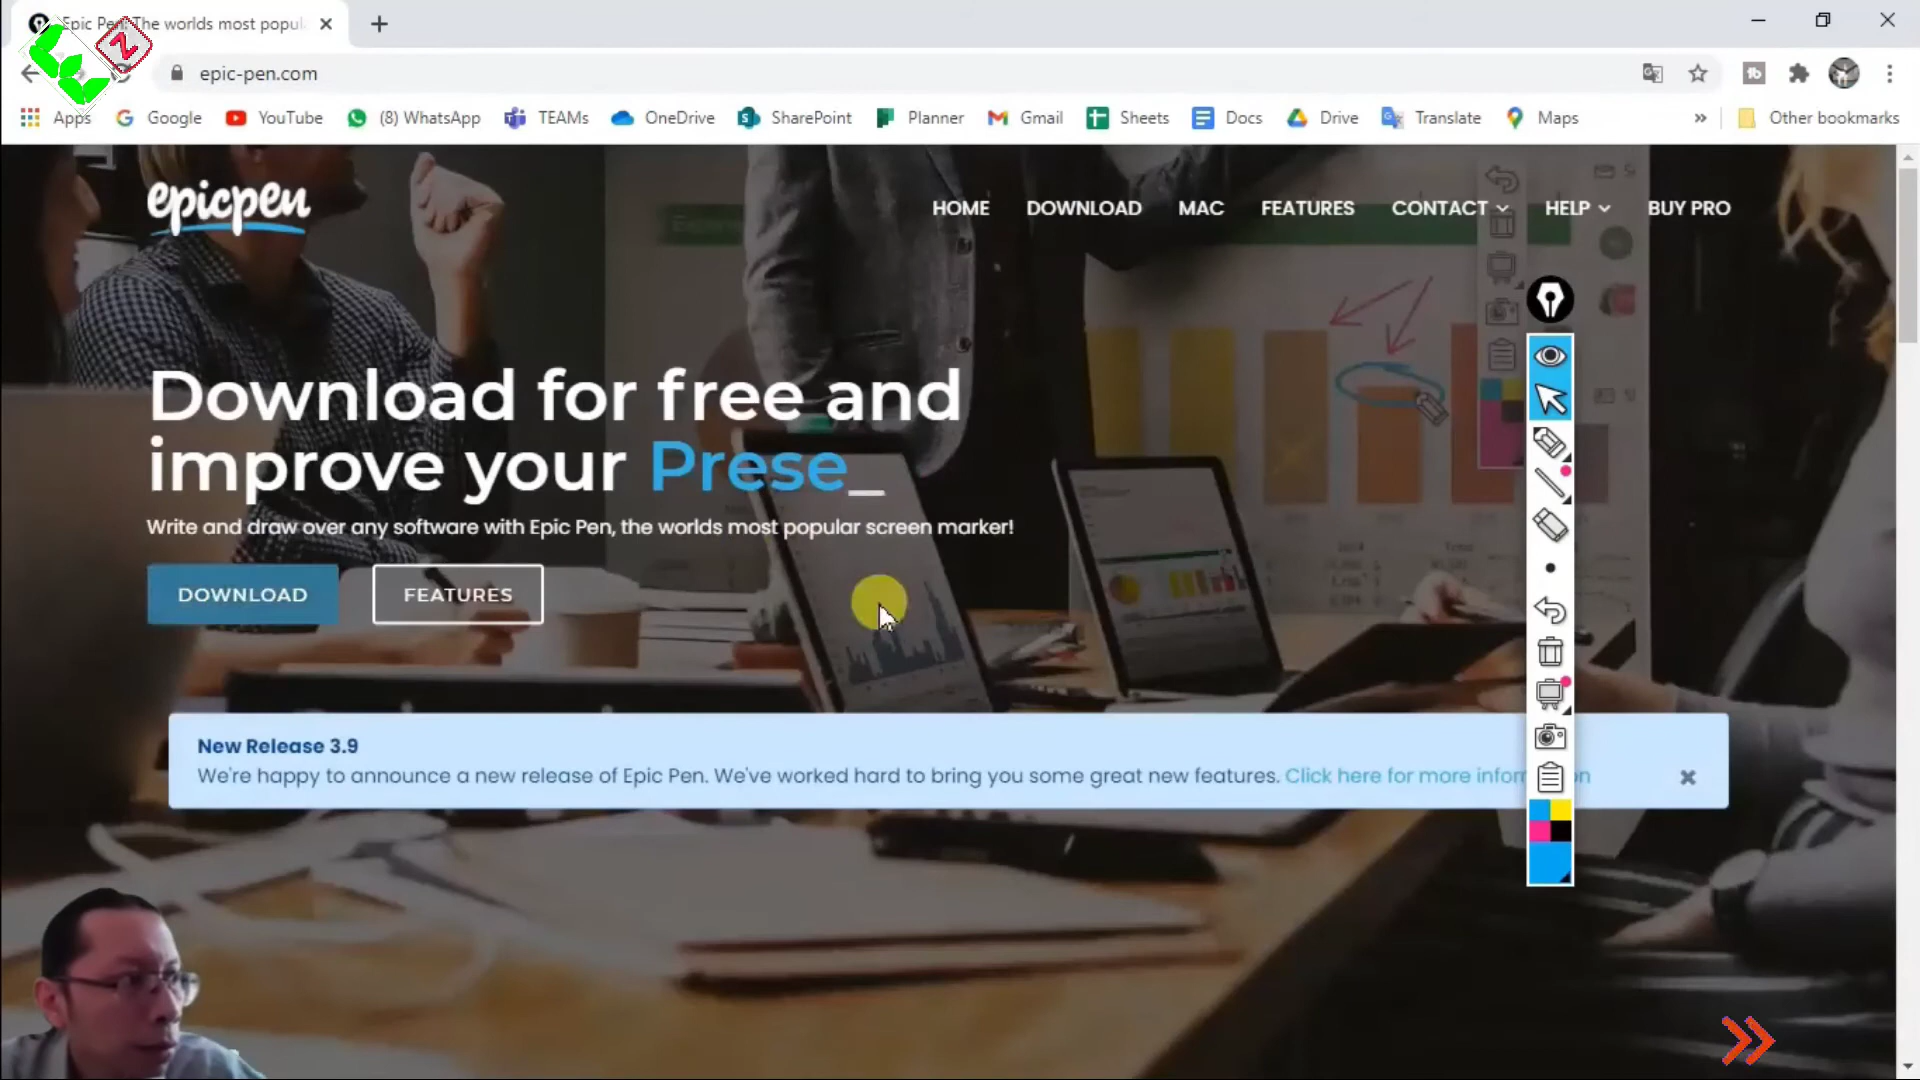 Epic Pen The worlds most popul
epic-pen.com
Apps Google YouTube (8) WhatsApp TEAMs OneDrive SharePoint Planner Gmail Sheets Docs Drive Translate Maps » Other bookmarks
epicpen
HOME DOWNLOAD MAC FEATURES CONTACT HELP BUY PRO
Download for free and
improve your Prese_
Write and draw over any software with Epic Pen, the worlds most popular screen marker!
DOWNLOAD FEATURES
New Release 3.9
We're happy to announce a new release of Epic Pen. We've worked hard to bring you some great new features. Click here for more infor on